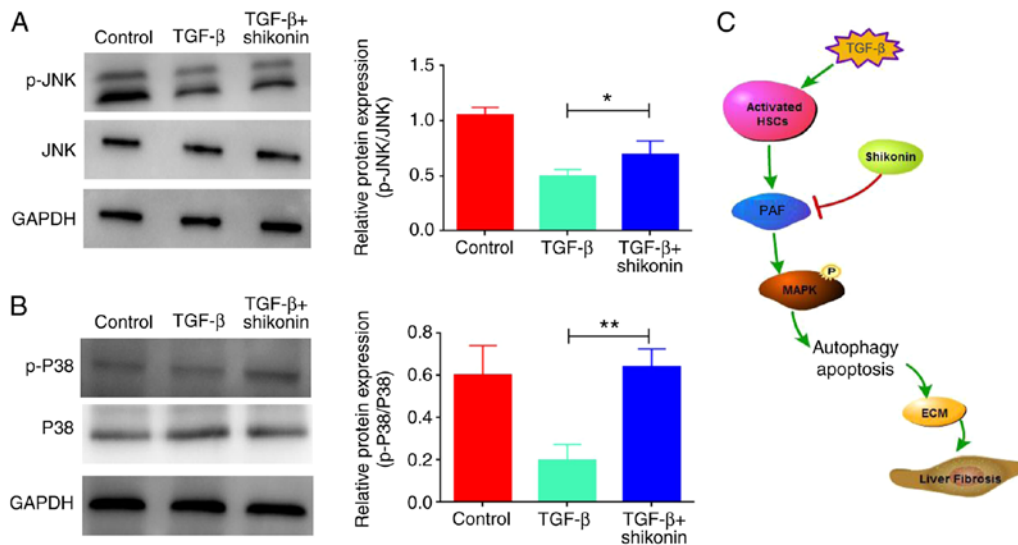 A
Control
TGF-β
TGF-β+
shikonin
p-JNK
JNK
GAPDH
Relative protein expression
(p-JNK/JNK)
1.5
1.0
0.5
0.0
*
Control
TGF-β
TGF-β+
shikonin
B
Control
TGF-β
TGF-β+
shikonin
p-P38
P38
GAPDH
Relative protein expression
(p-P38/P38)
0.8
0.6
0.4
0.2
0.0
**
Control
TGF-β
TGF-β+
shikonin
C
TGF-β
Activated
HSCs
Shikonin
PAF
P
MAPK
Autophagy
apoptosis
ECM
Liver Fibrosis